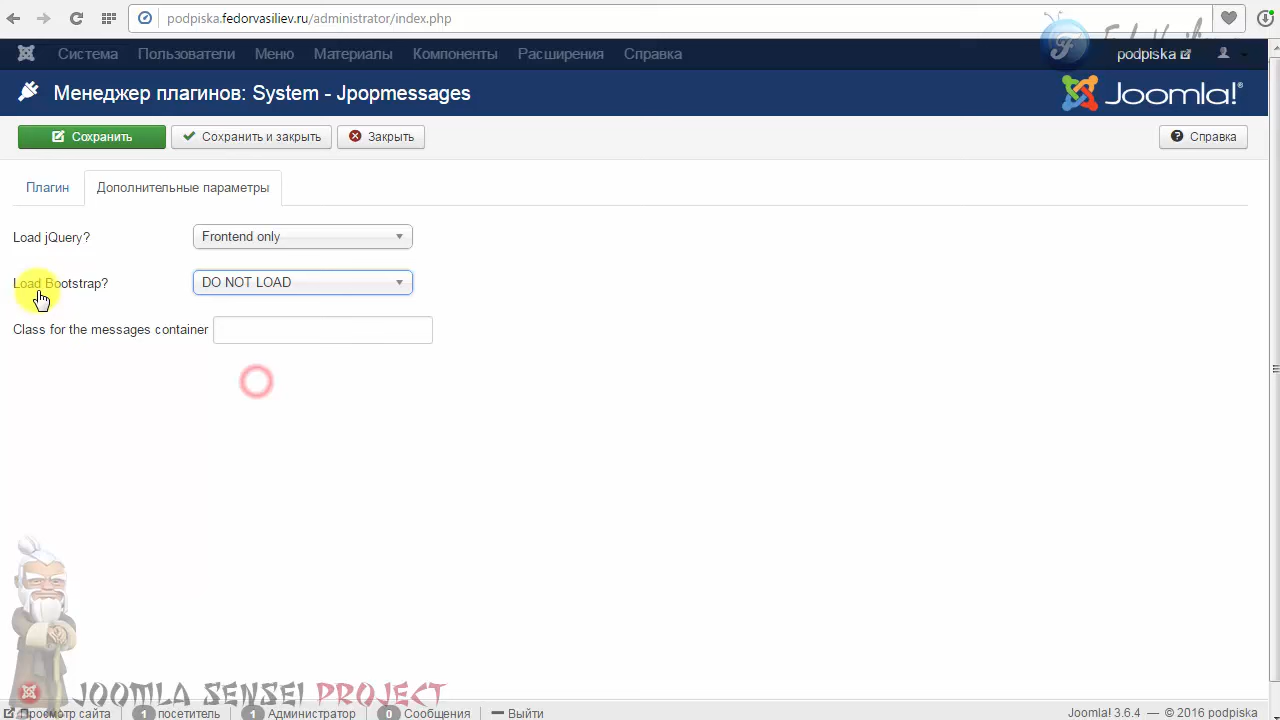 podpiska.fedorvasiliev.ru/administrator/index.php
Система Пользователи Меню Материалы Компоненты Расширения Справка podpiska
Менеджер плагинов: System - Jpopmessages
Joomla!®
Сохранить Сохранить и закрыть Закрыть Справка
Плагин Дополнительные параметры
Load jQuery? Frontend only
Load Bootstrap? DO NOT LOAD
Class for the messages container
JOOMLA SENSEI PROJECT
Просмотр сайта 1 посетитель 1 Администратор 0 Сообщения Выйти Joomla! 3.6.4 — © 2016 podpiska